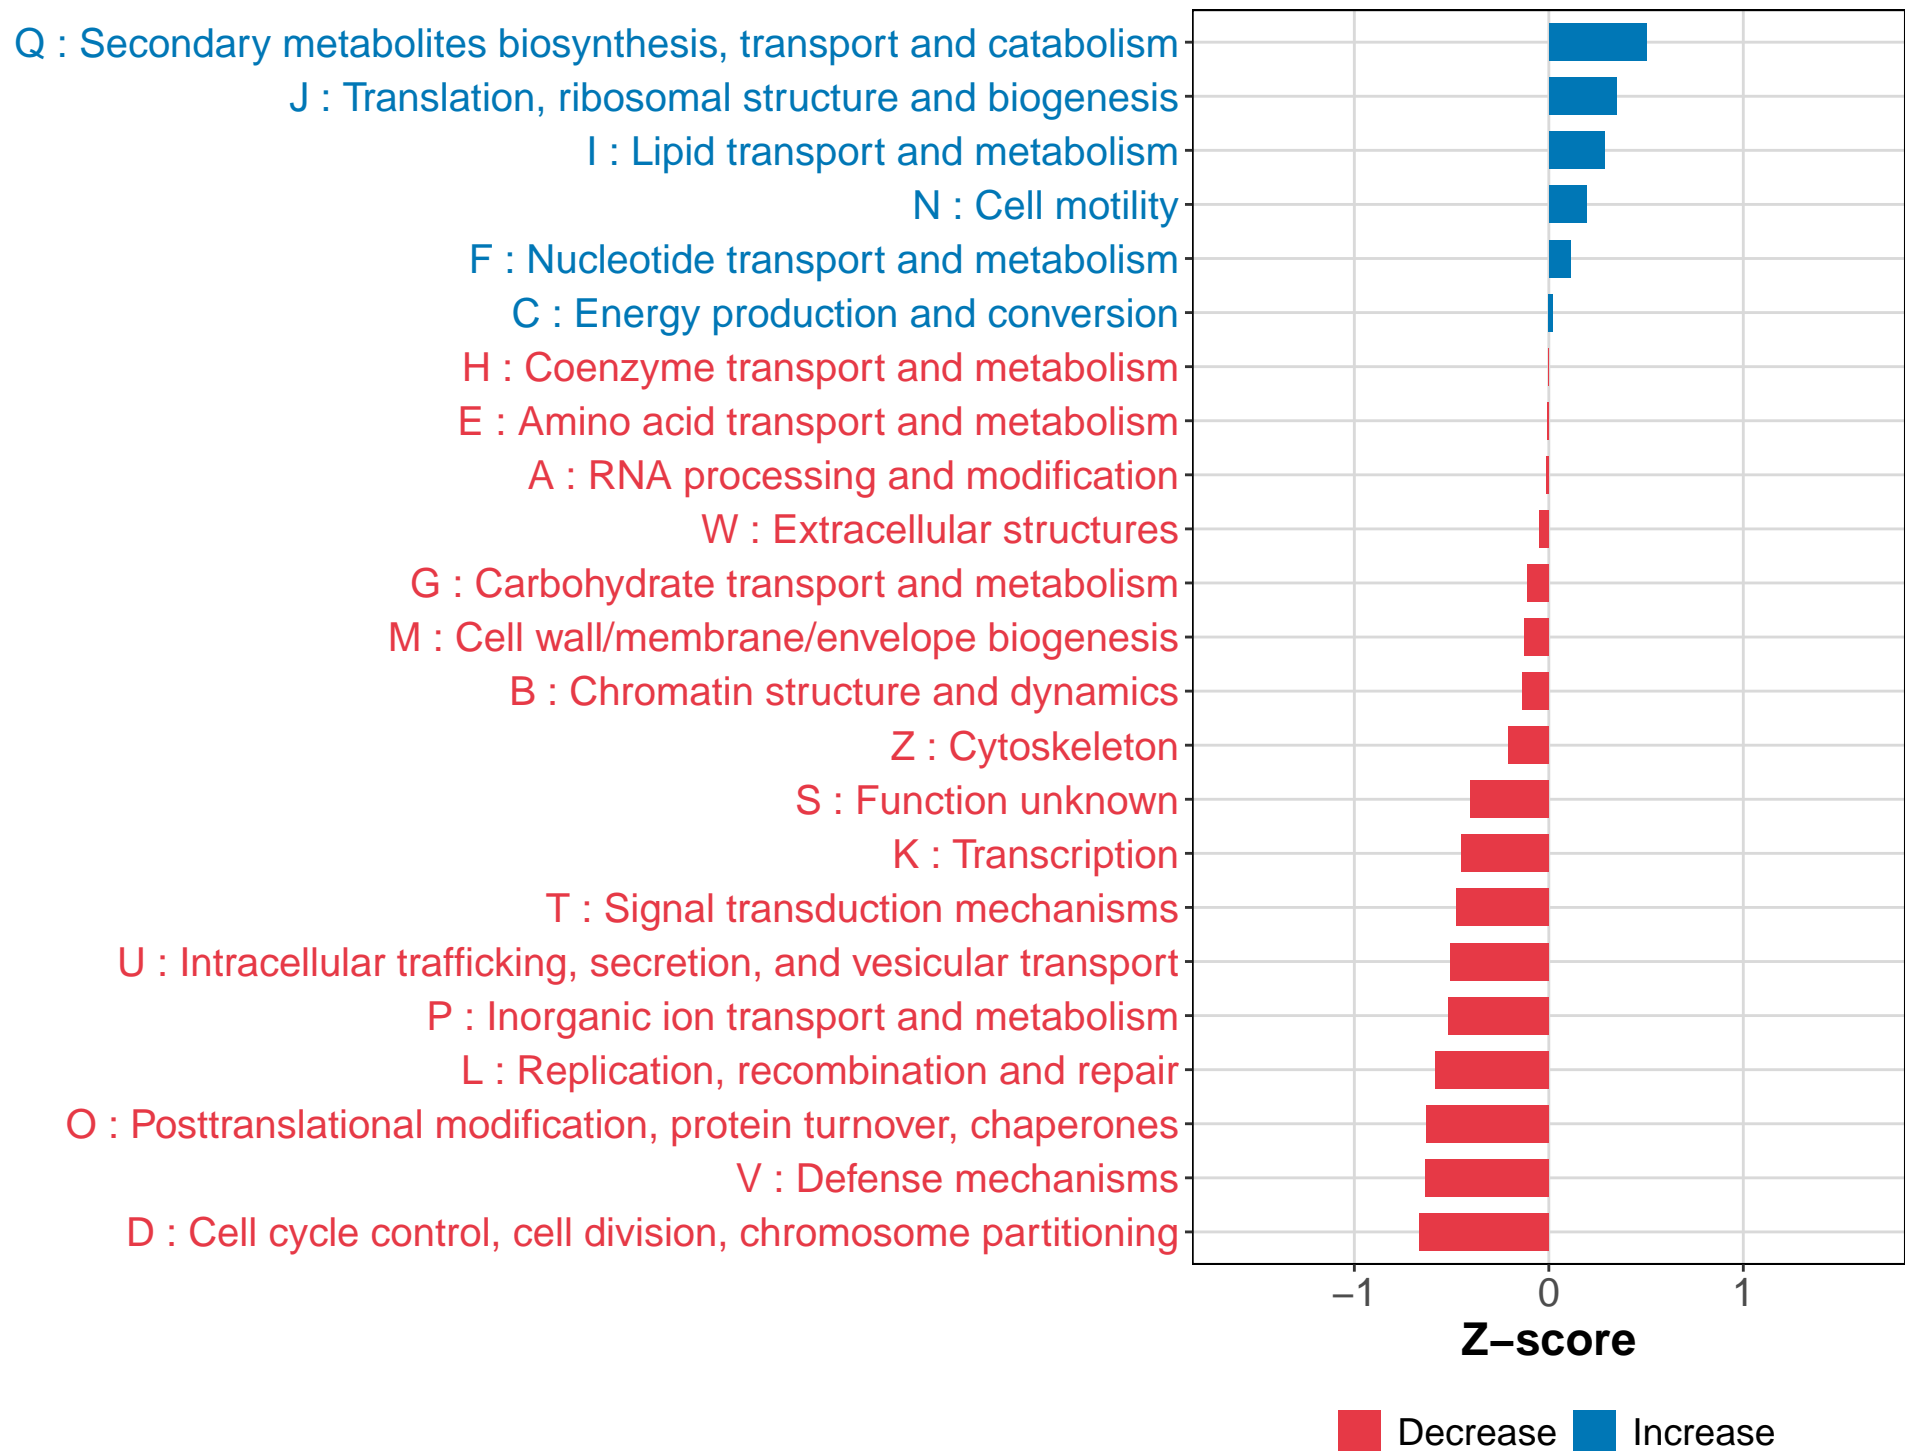 Q : Secondary metabolites biosynthesis, transport and catabolism
J : Translation, ribosomal structure and biogenesis
I : Lipid transport and metabolism
N : Cell motility
F : Nucleotide transport and metabolism
C : Energy production and conversion
H : Coenzyme transport and metabolism
E : Amino acid transport and metabolism
A : RNA processing and modification
W : Extracellular structures
G : Carbohydrate transport and metabolism
M : Cell wall/membrane/envelope biogenesis
B : Chromatin structure and dynamics
Z : Cytoskeleton
S : Function unknown
K : Transcription
T : Signal transduction mechanisms
U : Intracellular trafficking, secretion, and vesicular transport
P : Inorganic ion transport and metabolism
L : Replication, recombination and repair
O : Posttranslational modification, protein turnover, chaperones
V : Defense mechanisms
D : Cell cycle control, cell division, chromosome partitioning
−1 0 1
Z−score
Decrease Increase